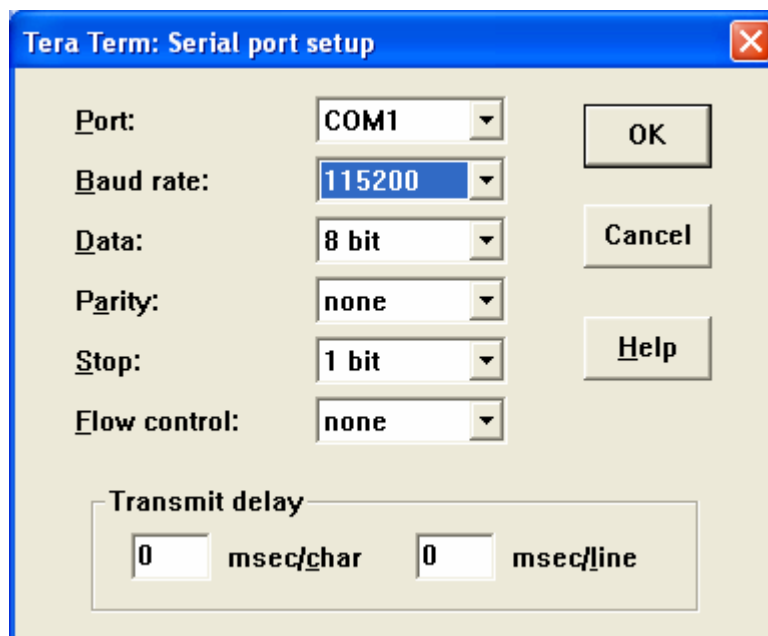 Tera Term: Serial port setup
Port: COM1 OK
Baud rate: 115200
Data: 8 bit Cancel
Parity: none
Stop: 1 bit Help
Flow control: none
Transmit delay
0 msec/char 0 msec/line